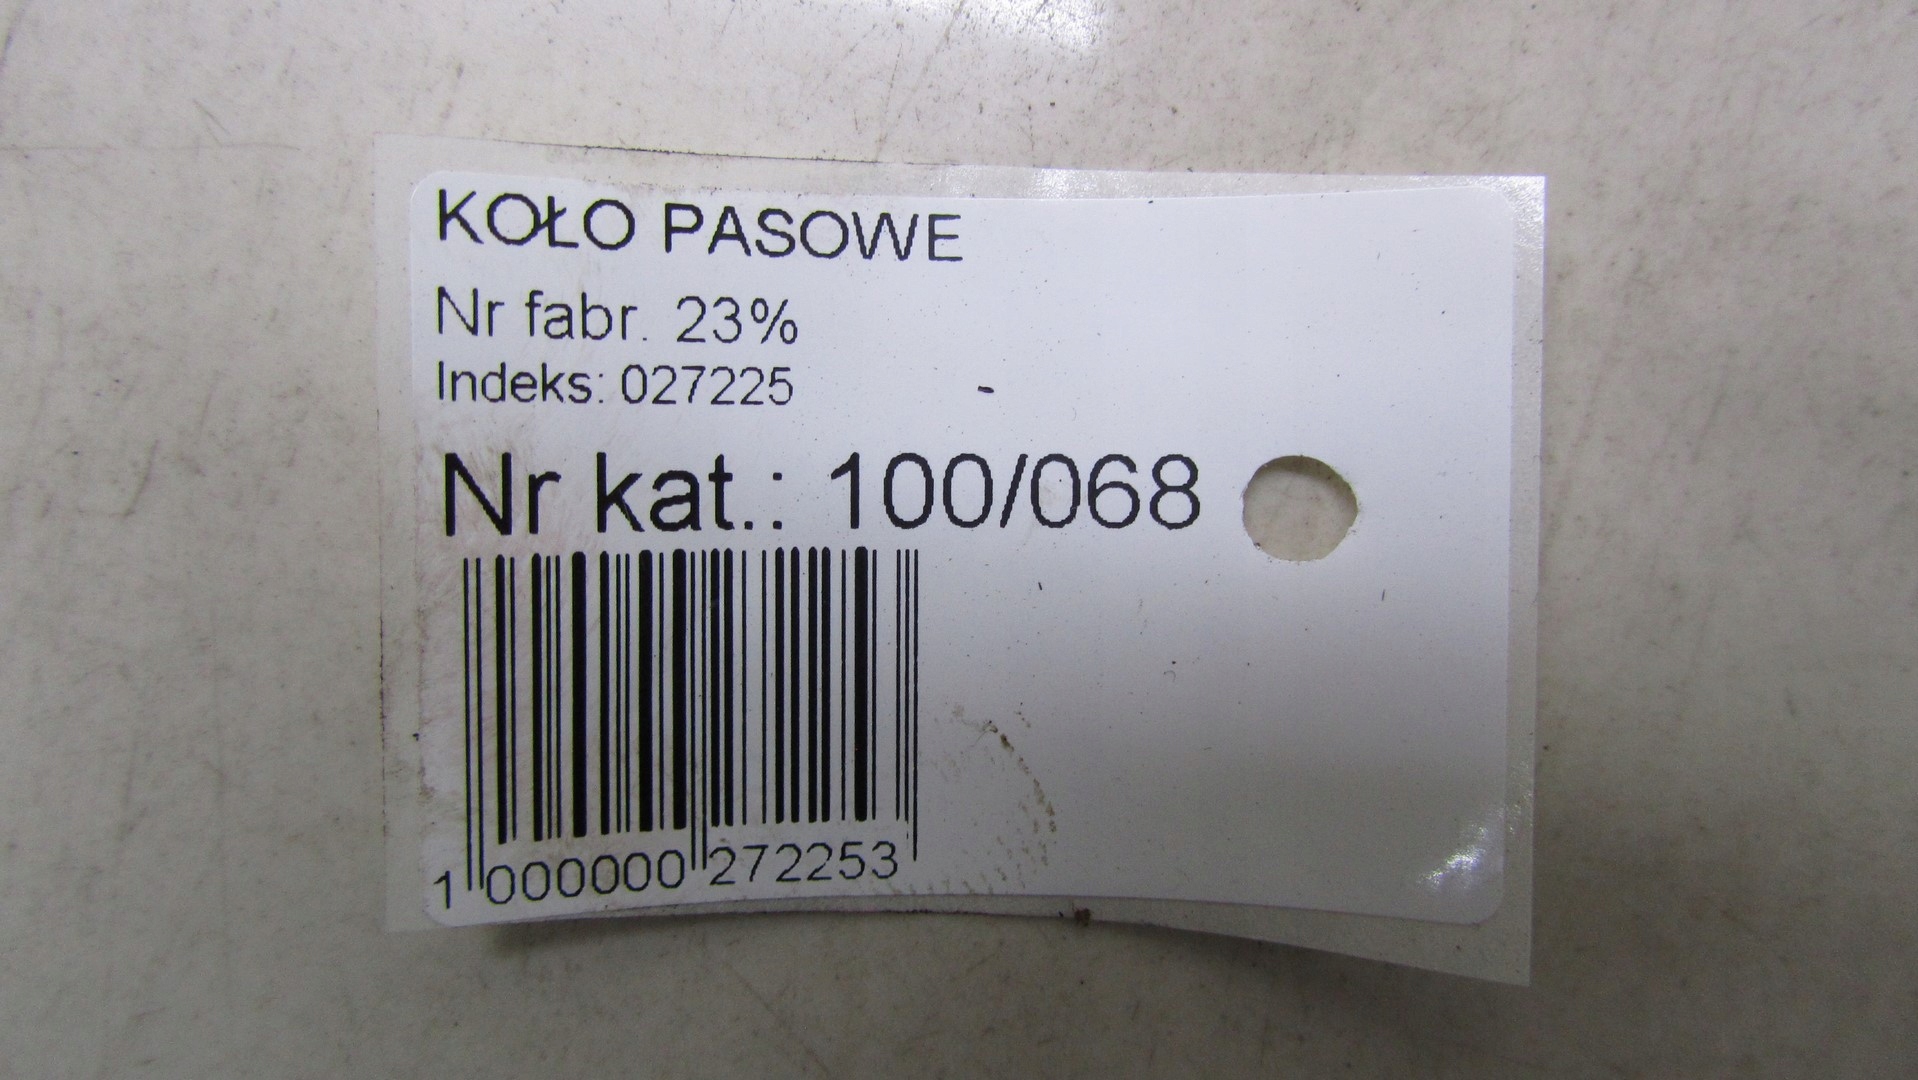 KOŁO PASOWE
Nr fabr. 23%
Indeks: 027225
Nr kat.: 100/068
1 000000 272253